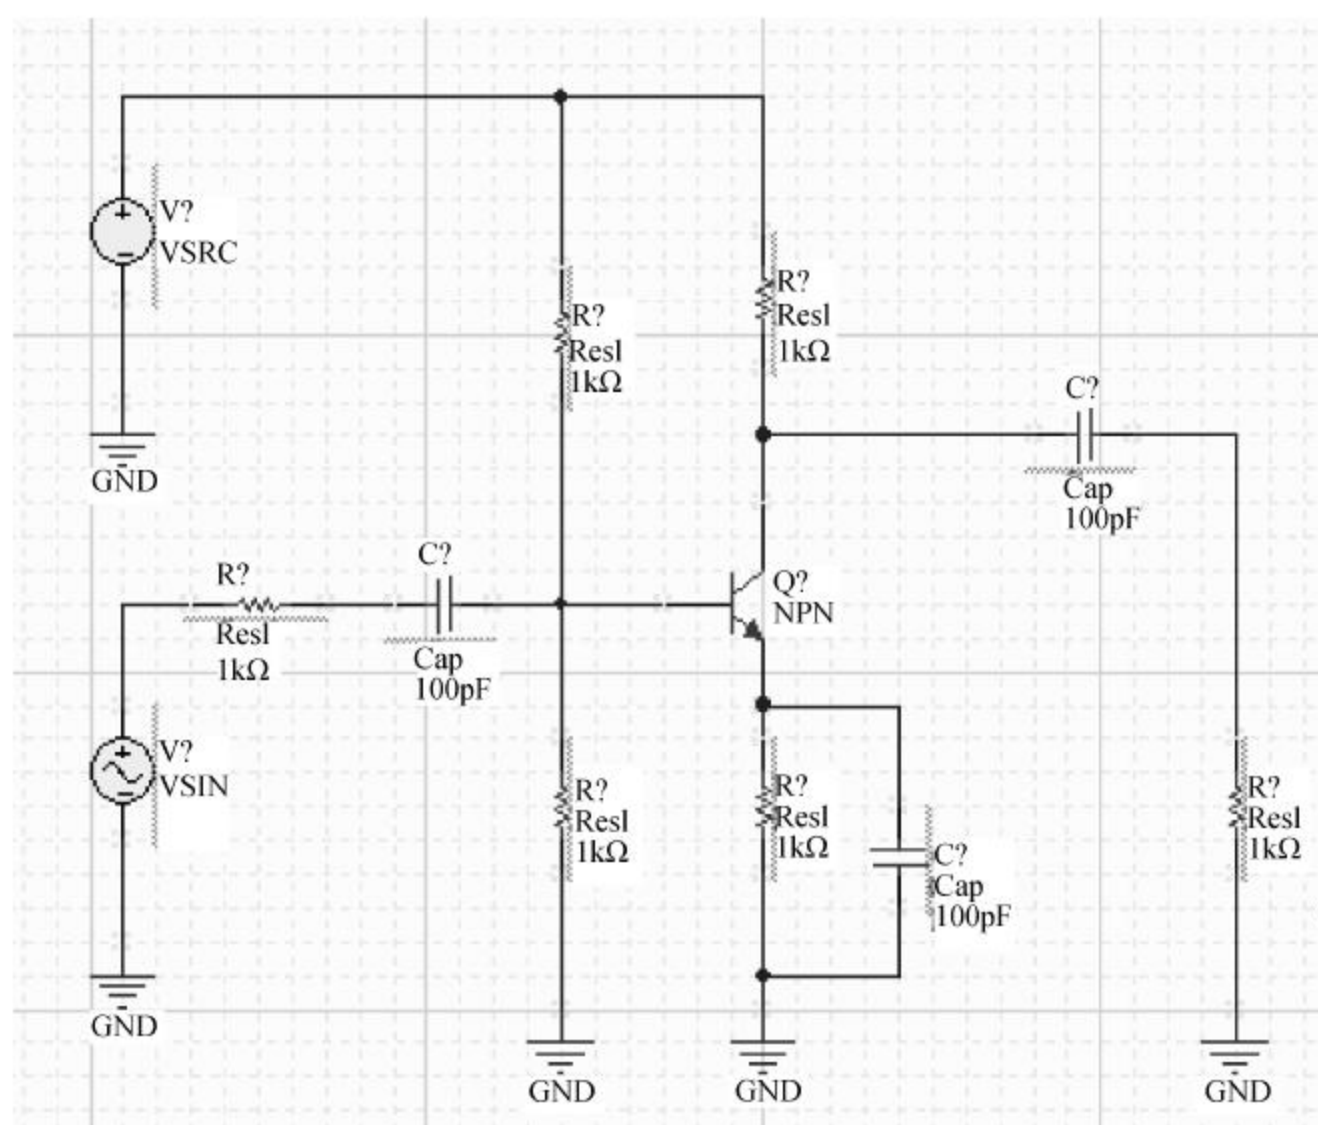 V?
VSRC
R?
Resl
1kΩ
R?
Resl
1kΩ
C?
Cap
100pF
GND
R?
Resl
1kΩ
C?
Cap
100pF
Q?
NPN
V?
VSIN
R?
Resl
1kΩ
R?
Resl
1kΩ
C?
Cap
100pF
R?
Resl
1kΩ
GND
GND
GND
GND